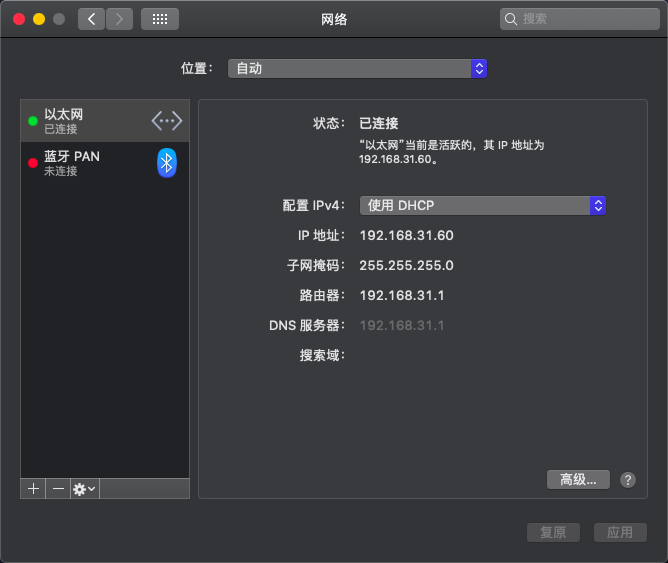 网络
搜索
位置： 自动
以太网
已连接
蓝牙 PAN
未连接
状态： 已连接
“以太网”当前是活跃的，其 IP 地址为
192.168.31.60。
配置 IPv4： 使用 DHCP
IP 地址： 192.168.31.60
子网掩码： 255.255.255.0
路由器： 192.168.31.1
DNS 服务器： 192.168.31.1
搜索域：
高级...
?
复原
应用